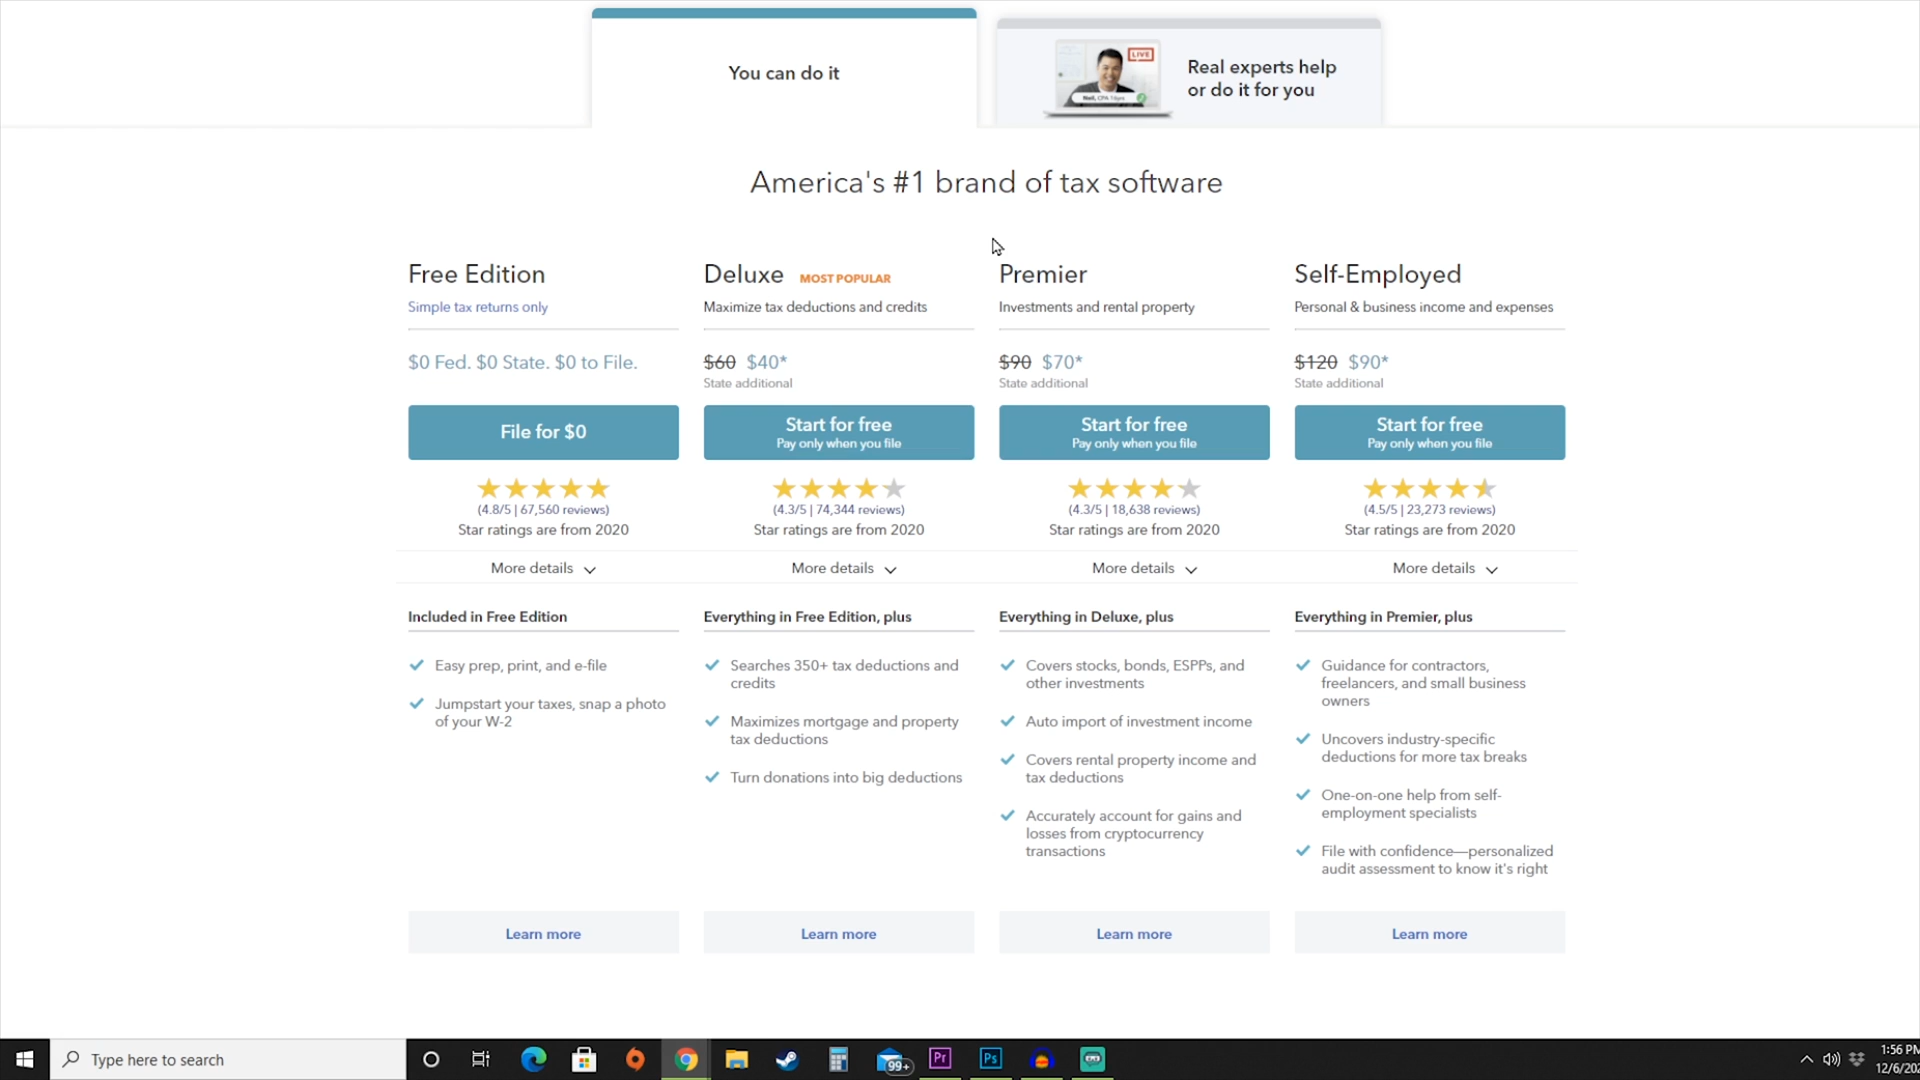 You can do it
LIVE
Real experts help
or do it for you
America's #1 brand of tax software
Free Edition
Simple tax returns only
$0 Fed. $0 State. $0 to File.
File for $0
(4.8/5 | 67,560 reviews)
Star ratings are from 2020
More details
Included in Free Edition
Easy prep, print, and e-file
Jumpstart your taxes, snap a photo
of your W-2
Learn more
Deluxe MOST POPULAR
Maximize tax deductions and credits
$60 $40*
State additional
Start for free
Pay only when you file
(4.3/5 | 74,344 reviews)
Star ratings are from 2020
More details
Everything in Free Edition, plus
Searches 350+ tax deductions and
credits
Maximizes mortgage and property
tax deductions
Turn donations into big deductions
Learn more
Premier
Investments and rental property
$90 $70*
State additional
Start for free
Pay only when you file
(4.3/5 | 18,638 reviews)
Star ratings are from 2020
More details
Everything in Deluxe, plus
Covers stocks, bonds, ESPPs, and
other investments
Auto import of investment income
Covers rental property income and
tax deductions
Accurately account for gains and
losses from cryptocurrency
transactions
Learn more
Self-Employed
Personal & business income and expenses
$120 $90*
State additional
Start for free
Pay only when you file
(4.5/5 | 23,273 reviews)
Star ratings are from 2020
More details
Everything in Premier, plus
Guidance for contractors,
freelancers, and small business
owners
Uncovers industry-specific
deductions for more tax breaks
One-on-one help from self-
employment specialists
File with confidence—personalized
audit assessment to know it's right
Learn more
Type here to search
99+
Pr
Ps
1:56 PM
12/6/202